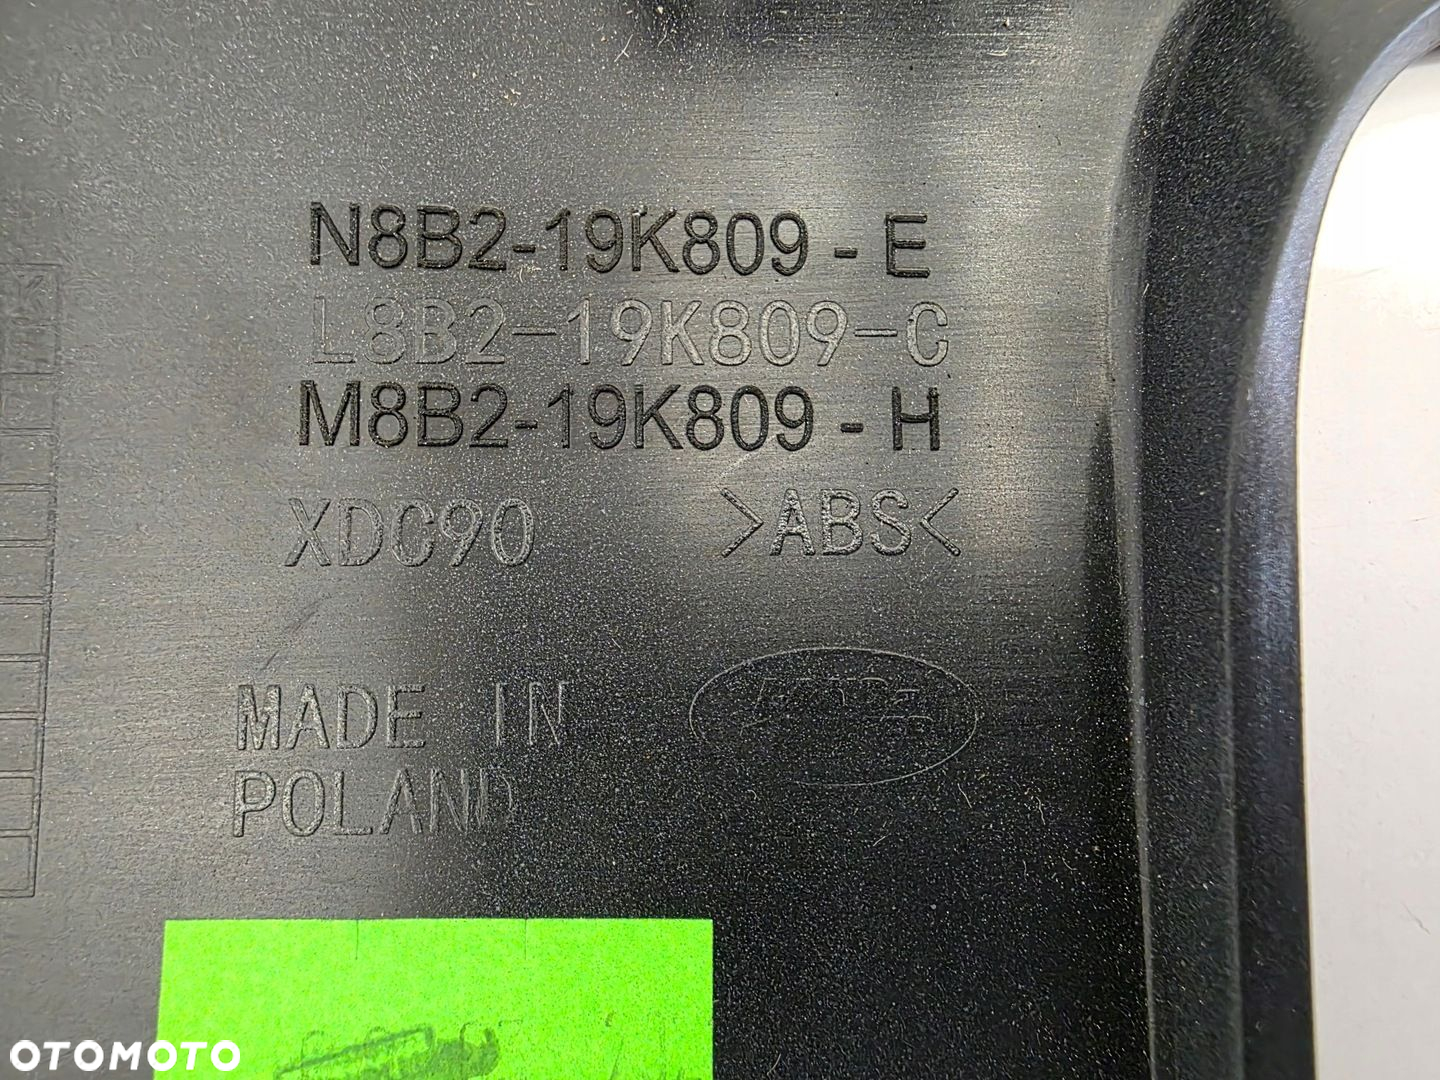 N8B2-19K809 - E
L8B2-19K809-C
M8B2-19K809 - H
XDC90 >ABS<
MADE IN
POLAND
OTOMOTO